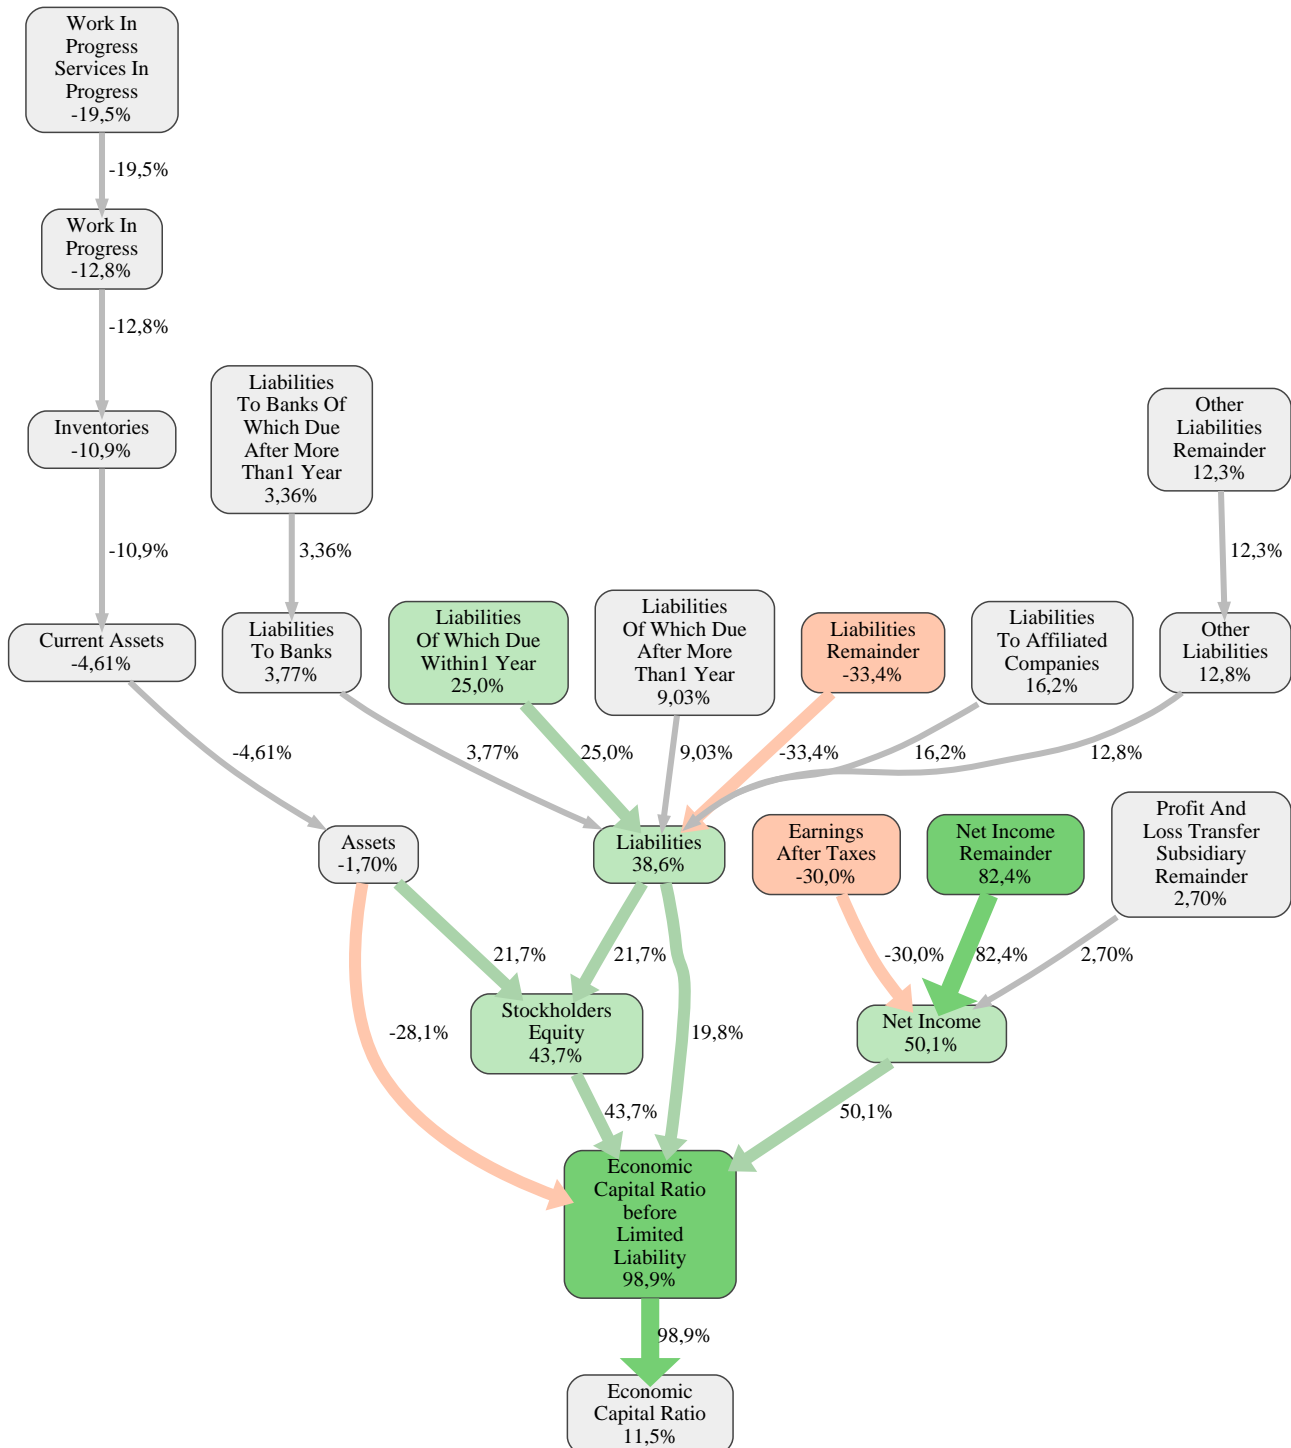 Work In
Progress
Services In
Progress
-19,5%
-19,5%
Work In
Progress
-12,8%
-12,8%
Liabilities
To Banks Of
Which Due
After More
Than1 Year
3,36%
Other
Liabilities
Remainder
12,3%
Inventories
-10,9%
-10,9%
3,36%
12,3%
Current Assets
-4,61%
Liabilities
To Banks
3,77%
Liabilities
Of Which Due
Within1 Year
25,0%
Liabilities
Of Which Due
After More
Than1 Year
9,03%
Liabilities
Remainder
-33,4%
Liabilities
To Affiliated
Companies
16,2%
Other
Liabilities
12,8%
-4,61%
3,77%
25,0%
9,03%
-33,4%
16,2%
12,8%
Assets
-1,70%
Liabilities
38,6%
Earnings
After Taxes
-30,0%
Net Income
Remainder
82,4%
Profit And
Loss Transfer
Subsidiary
Remainder
2,70%
21,7%
21,7%
-30,0%
82,4%
2,70%
-28,1%
Stockholders
Equity
43,7%
19,8%
Net Income
50,1%
43,7%
50,1%
Economic
Capital Ratio
before
Limited
Liability
98,9%
98,9%
Economic
Capital Ratio
11,5%